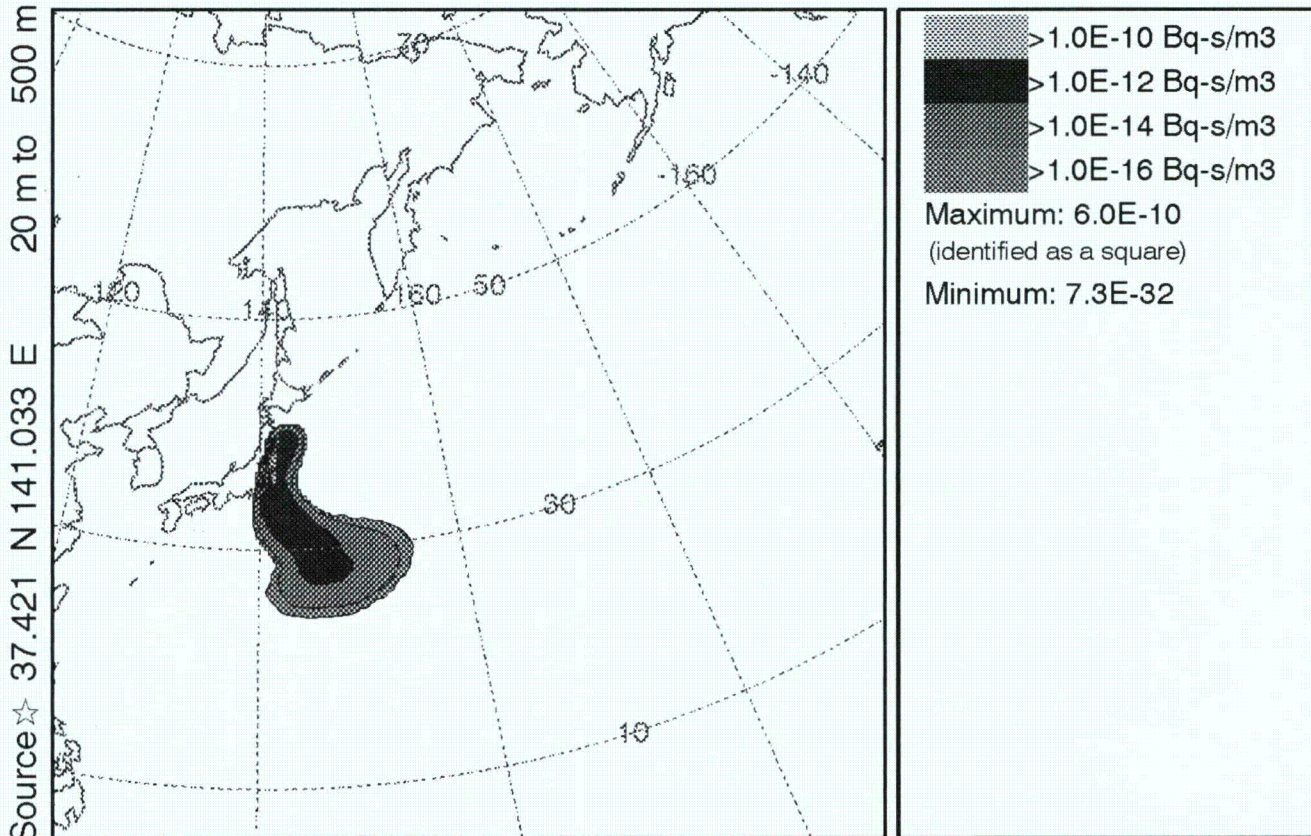 Source ☆ 37.421 N 141.033 E 20 m to 500 m
70
-140
-160
120
140
160 50
30
10
>1.0E-10 Bq-s/m3
>1.0E-12 Bq-s/m3
>1.0E-14 Bq-s/m3
>1.0E-16 Bq-s/m3
Maximum: 6.0E-10
(identified as a square)
Minimum: 7.3E-32